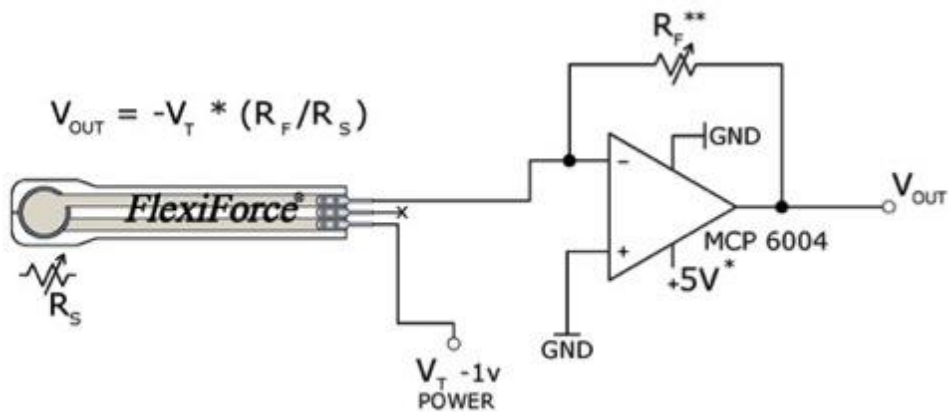 R_F **
V_OUT = -V_T * (R_F/R_S)
GND
FlexiForce®
-
V_OUT
+
MCP 6004
+5V*
R_S
GND
V_T -1v
POWER